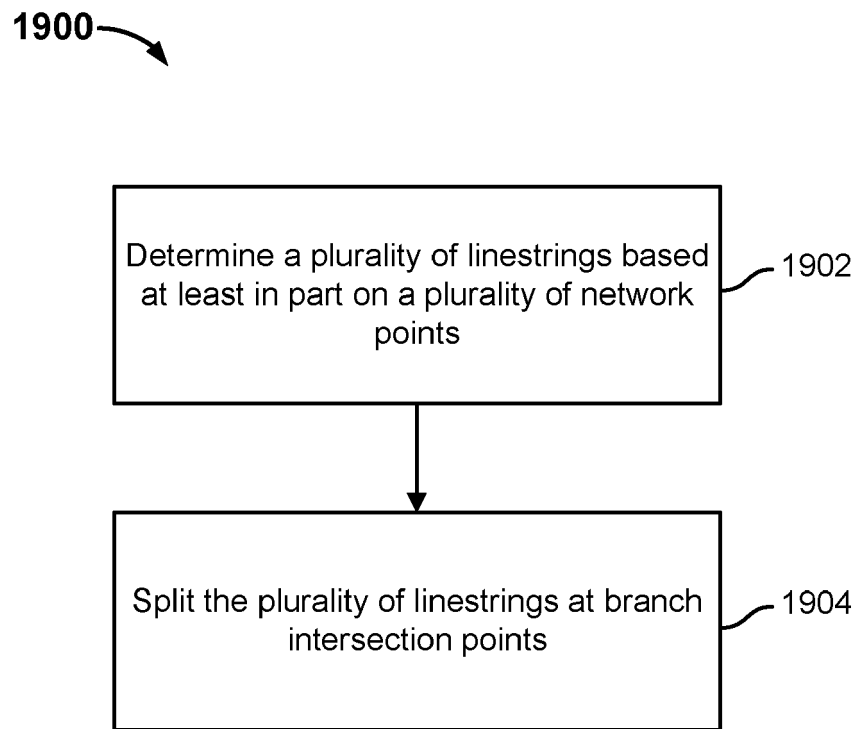 1900
Determine a plurality of linestrings based
at least in part on a plurality of network
points
1902
Split the plurality of linestrings at branch
intersection points
1904